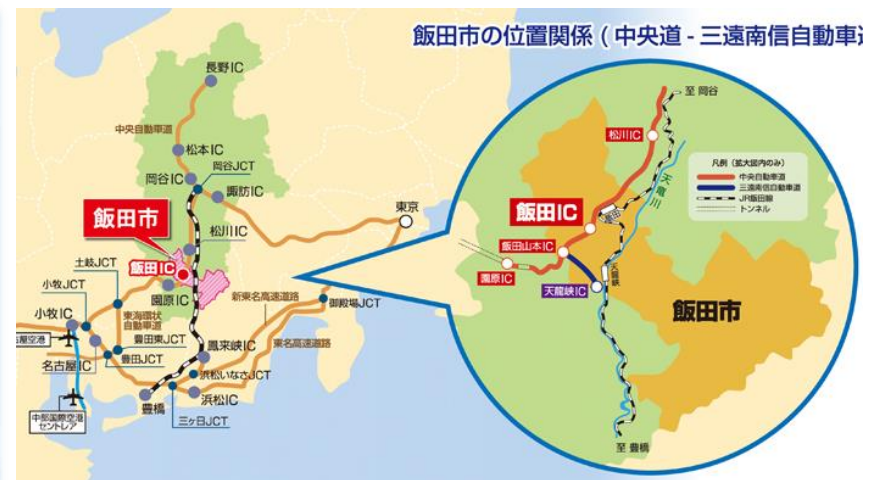 飯田市の位置関係 ( 中央道 - 三遠南信自動車道
長野IC
中央自動車道
松本IC
岡谷JCT
岡谷IC
諏訪IC
東京
飯田市
松川IC
飯田IC
土岐JCT
小牧JCT
園原IC
小牧IC
東海環状
自動車道
新東名高速道路
御殿場JCT
屋空港
豊田東JCT
東名高速道路
名古屋IC
豊田JCT
鳳来峡IC
浜松いなさJCT
浜松IC
豊橋
三ヶ日JCT
中部国際空港
セントレア
至 岡谷
松川IC
天竜川
凡例（拡大図内のみ）
中央自動車道
三遠南信自動車道
JR飯田線
トンネル
飯田IC
飯田
飯田山本IC
園原IC
天龍峡
天龍峡IC
飯田市
至 豊橋